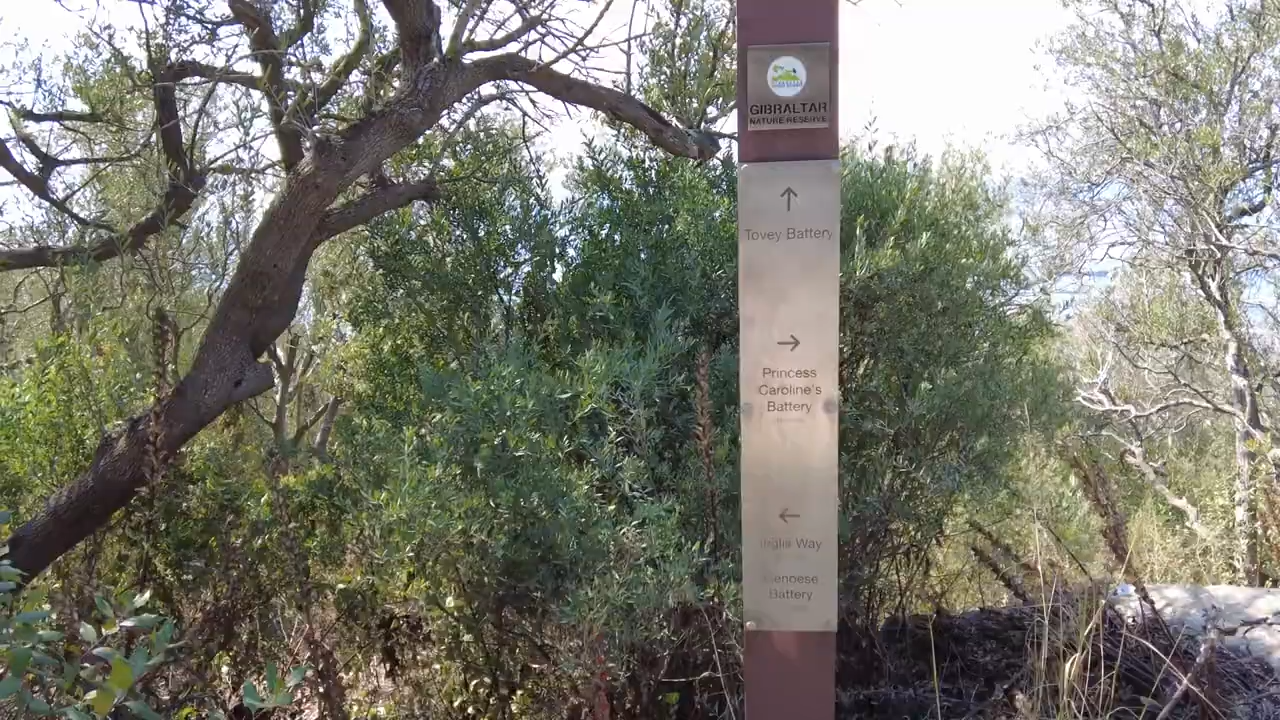 GIBRALTAR
NATURE RESERVE
↑
Tovey Battery
→
Princess
Caroline's
Battery
←
Inglis Way
Genoese
Battery